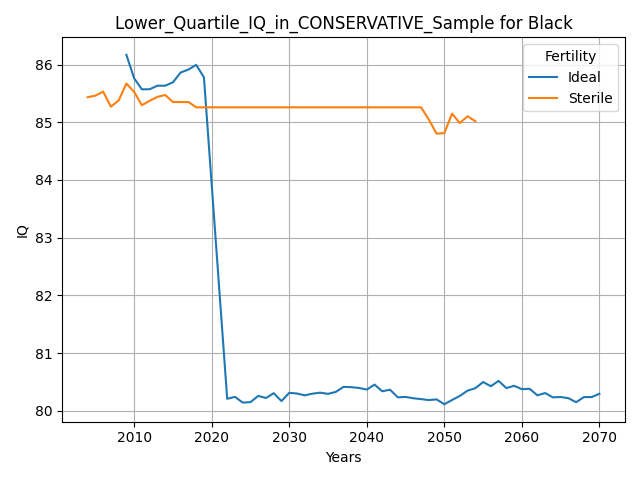 Lower_Quartile_IQ_in_CONSERVATIVE_Sample for Black
Fertility
Ideal
Sterile
IQ
86
85
84
83
82
81
80
2010 2020 2030 2040 2050 2060 2070
Years